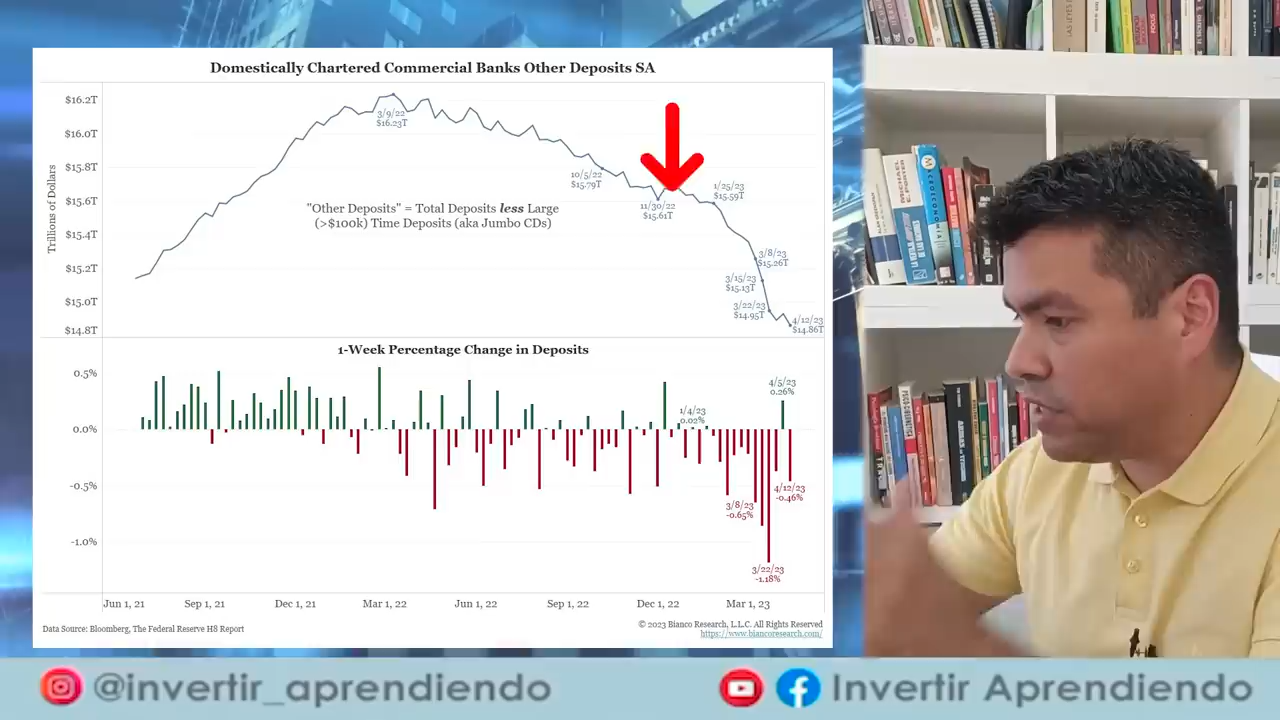 Domestically Chartered Commercial Banks Other Deposits SA
$16.2T
$16.0T
$15.8T
$15.6T
$15.4T
$15.2T
$15.0T
$14.8T
Trillions of Dollars
3/9/22
$16.23T
10/5/22
$15.79T
11/30/22
$15.61T
1/25/23
$15.59T
3/8/23
$15.26T
3/15/23
$15.13T
3/22/23
$14.95T
4/12/23
$14.86T
"Other Deposits" = Total Deposits less Large
(>$100k) Time Deposits (aka Jumbo CDs)
1-Week Percentage Change in Deposits
0.5%
0.0%
-0.5%
-1.0%
1/4/23
0.02%
4/5/23
0.26%
3/8/23
-0.65%
4/12/23
-0.46%
3/22/23
-1.18%
Jun 1, 21
Sep 1, 21
Dec 1, 21
Mar 1, 22
Jun 1, 22
Sep 1, 22
Dec 1, 22
Mar 1, 23
Data Source: Bloomberg, The Federal Reserve H8 Report
© 2023 Bianco Research, L.L.C. All Rights Reserved
https://www.biancoresearch.com/
MICHAEL PORTER
MICROECONOMÍA
@invertir_aprendiendo
Invertir Aprendiendo